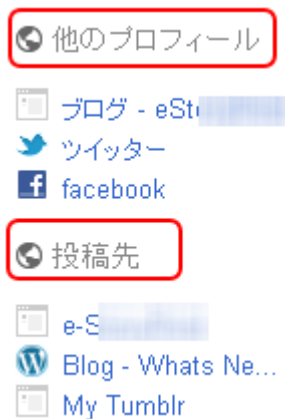 他のプロフィール
ブログ - eSt
ツイッター
facebook
投稿先
e-S
Blog - Whats Ne...
My Tumblr